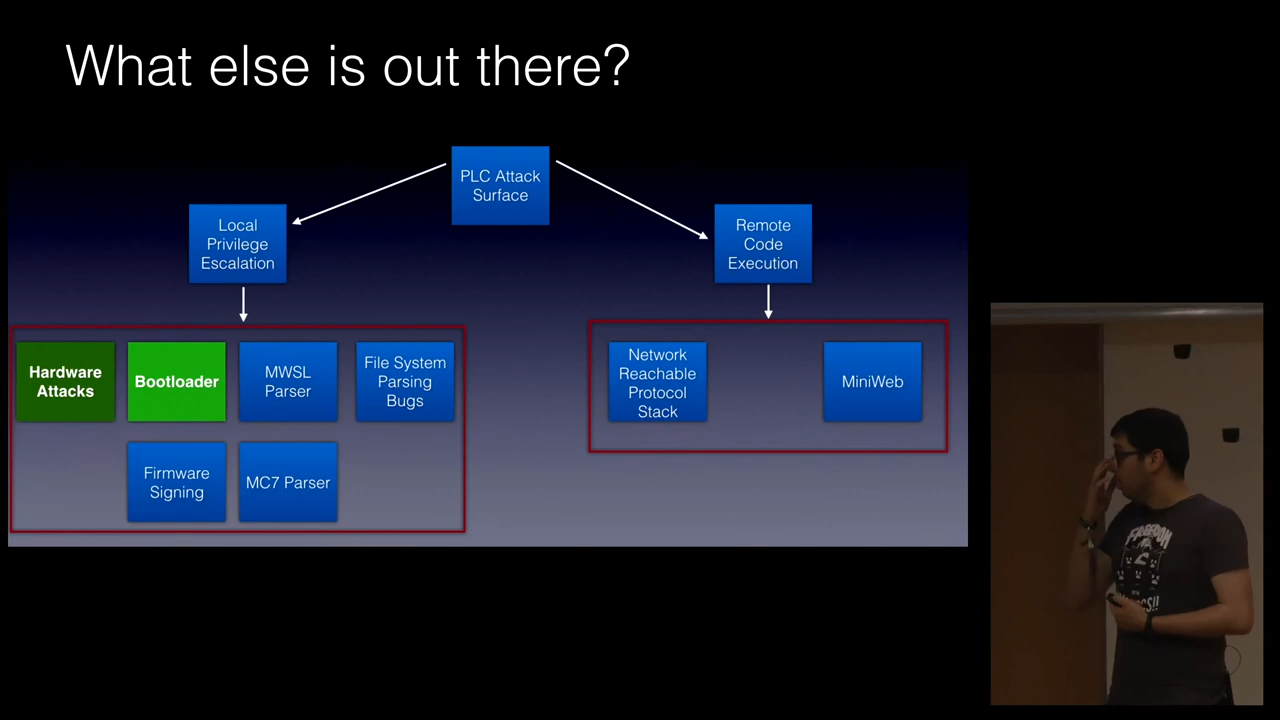 What else is out there?
PLC Attack
Surface
Local
Privilege
Escalation
Remote
Code
Execution
Hardware
Attacks
Bootloader
MWSL
Parser
File System
Parsing
Bugs
Network
Reachable
Protocol
Stack
MiniWeb
Firmware
Signing
MC7 Parser
FREEDOM